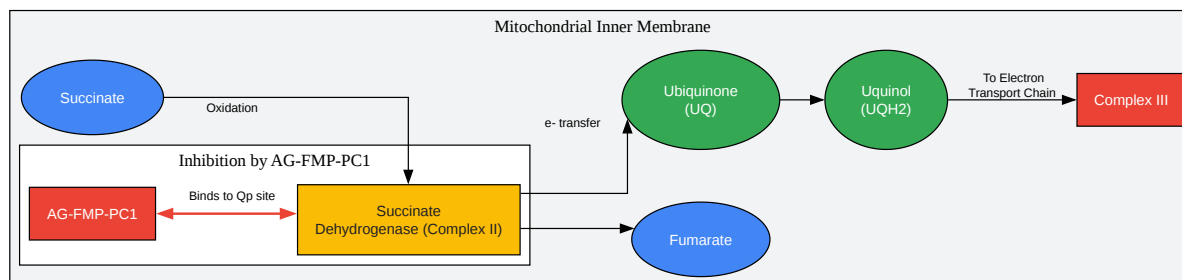 Mitochondrial Inner Membrane
Succinate
Oxidation
Ubiquinone
(UQ)
Uquinol
(UQH2)
To Electron
Transport Chain
Complex III
e- transfer
Inhibition by AG-FMP-PC1
AG-FMP-PC1
Binds to Qp site
Succinate
Dehydrogenase (Complex II)
Fumarate